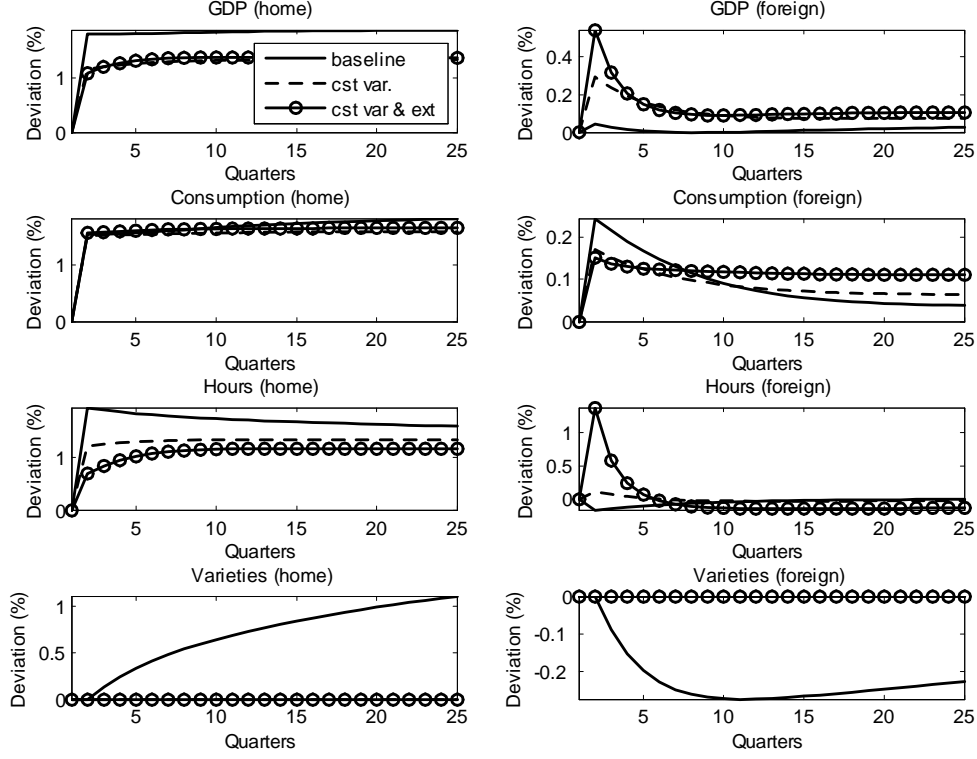 GDP (home)
Deviation (%)
1
0
5 10 15 20 25
Quarters
baseline
cst var.
cst var & ext
GDP (foreign)
Deviation (%)
0.4
0.2
0
5 10 15 20 25
Quarters
Consumption (home)
Deviation (%)
1
0
5 10 15 20 25
Quarters
Consumption (foreign)
Deviation (%)
0.2
0.1
0
5 10 15 20 25
Quarters
Hours (home)
Deviation (%)
1
0
5 10 15 20 25
Quarters
Hours (foreign)
Deviation (%)
1
0.5
0
5 10 15 20 25
Quarters
Varieties (home)
Deviation (%)
1
0.5
0
5 10 15 20 25
Quarters
Varieties (foreign)
Deviation (%)
0
-0.1
-0.2
5 10 15 20 25
Quarters